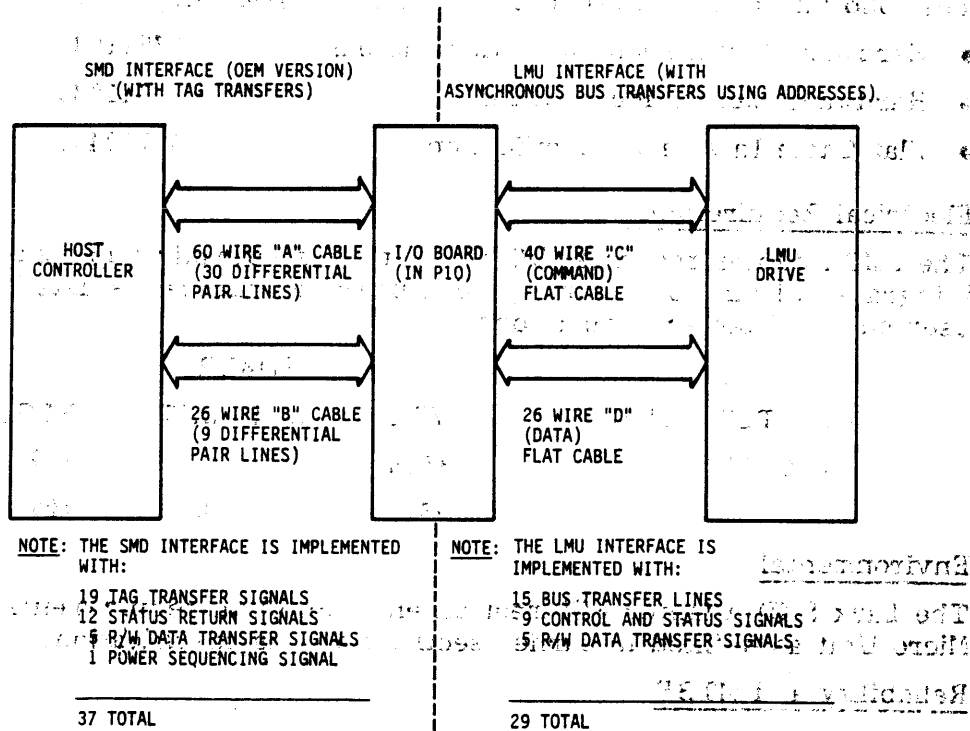 SMD INTERFACE (OEM VERSION)
(WITH TAG TRANSFERS)
LMU INTERFACE (WITH
ASYNCHRONOUS BUS TRANSFERS USING ADDRESSES)
HOST
CONTROLLER
60 WIRE "A" CABLE
(30 DIFFERENTIAL
PAIR LINES)
I/O BOARD
(IN PIO)
40 WIRE "C"
(COMMAND)
FLAT CABLE
LMU
DRIVE
26 WIRE "B" CABLE
(9 DIFFERENTIAL
PAIR LINES)
26 WIRE "D"
(DATA)
FLAT CABLE
NOTE: THE SMD INTERFACE IS IMPLEMENTED
WITH:
19 TAG TRANSFER SIGNALS
12 STATUS RETURN SIGNALS
5 R/W DATA TRANSFER SIGNALS
1 POWER SEQUENCING SIGNAL
37 TOTAL
NOTE: THE LMU INTERFACE IS
IMPLEMENTED WITH:
15 BUS TRANSFER LINES
9 CONTROL AND STATUS SIGNALS
5 R/W DATA TRANSFER SIGNALS
29 TOTAL
Environmental